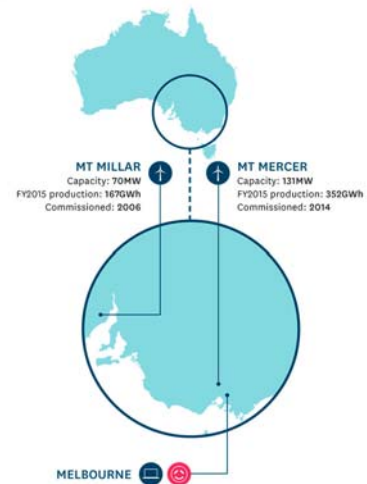 MT MILLAR
Capacity: 70MW
FY2015 production: 167GWh
Commissioned: 2006
MT MERCER
Capacity: 131MW
FY2015 production: 352GWh
Commissioned: 2014
MELBOURNE